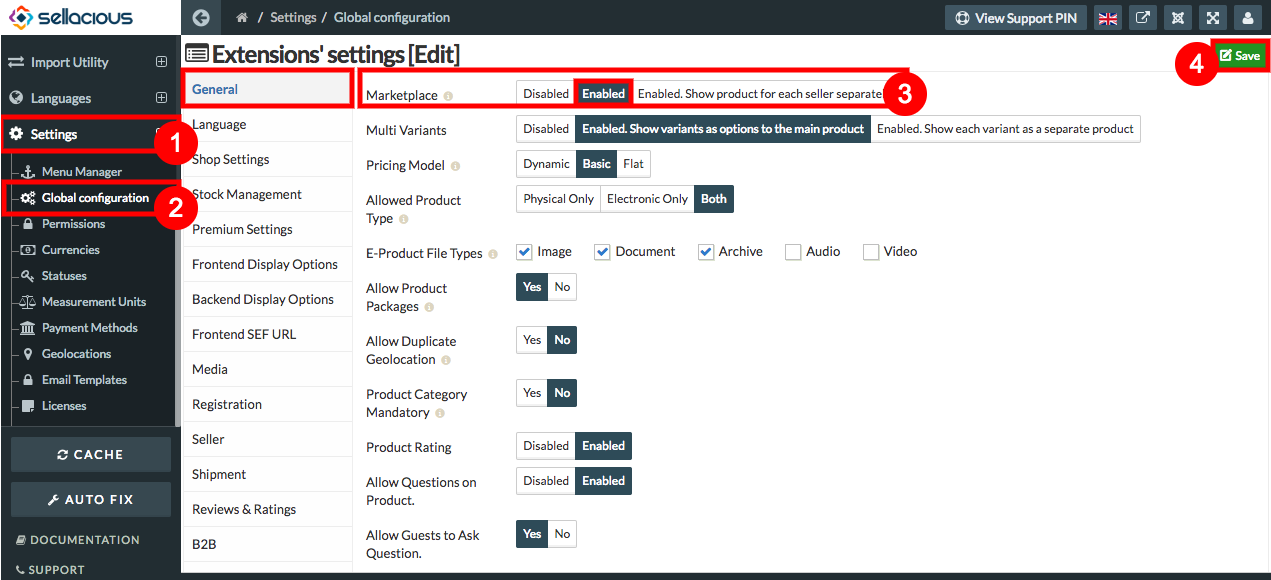 sellacious
/ Settings / Global configuration
View Support PIN
Import Utility
Languages
Settings
1
Menu Manager
Global configuration
2
Permissions
Currencies
Statuses
Measurement Units
Payment Methods
Geolocations
Email Templates
Licenses
CACHE
AUTO FIX
DOCUMENTATION
SUPPORT
Extensions' settings [Edit]
4
Save
General
Language
Shop Settings
Stock Management
Premium Settings
Frontend Display Options
Backend Display Options
Frontend SEF URL
Media
Registration
Seller
Shipment
Reviews & Ratings
B2B
Marketplace Disabled Enabled Enabled. Show product for each seller separate
3
Multi Variants Disabled Enabled. Show variants as options to the main product Enabled. Show each variant as a separate product
Pricing Model Dynamic Basic Flat
Allowed Product
Type
Physical Only Electronic Only Both
E-Product File Types Image Document Archive Audio Video
Allow Product
Packages
Yes No
Allow Duplicate
Geolocation
Yes No
Product Category
Mandatory
Yes No
Product Rating Disabled Enabled
Allow Questions on
Product.
Disabled Enabled
Allow Guests to Ask
Question.
Yes No